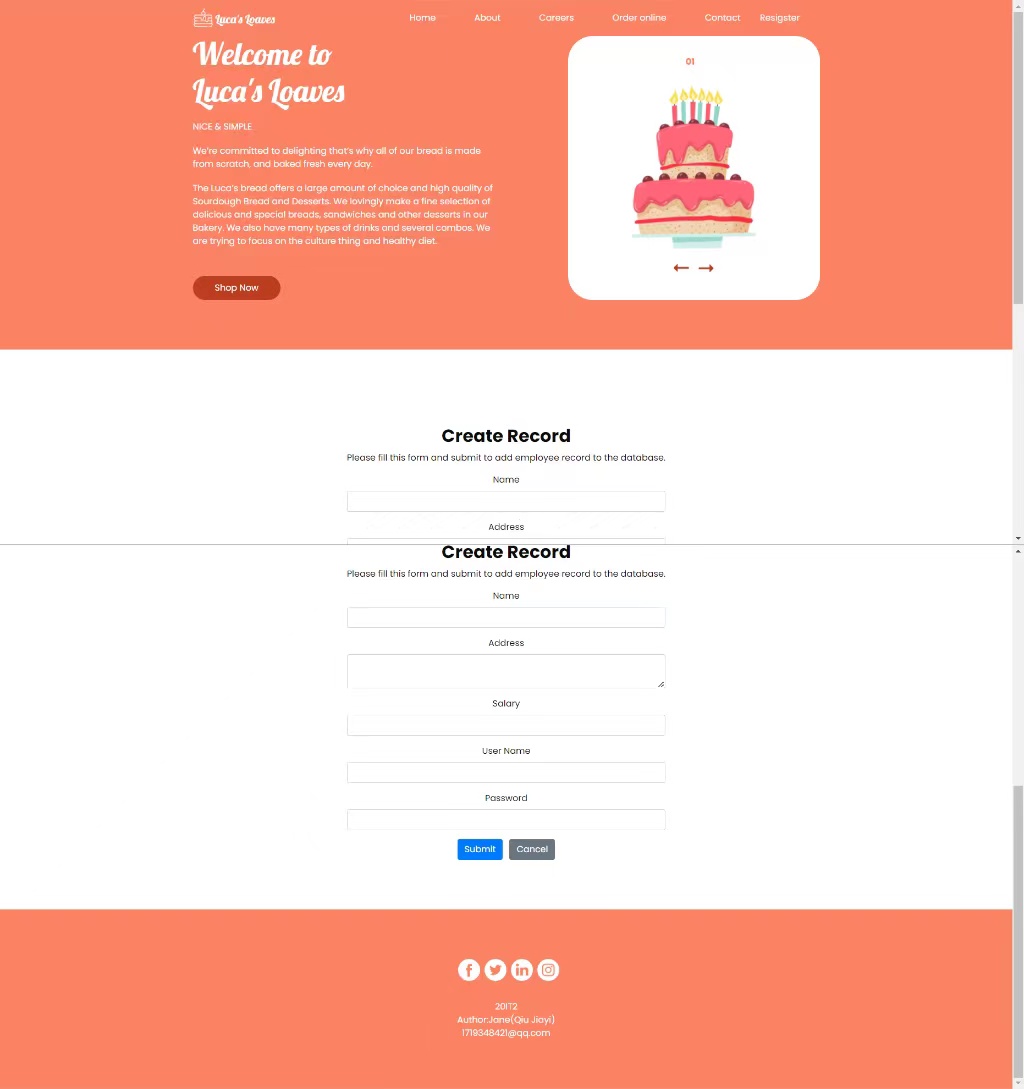 Luca's Loaves
Home About Careers Order online Contact Resigster
Welcome to
Luca's Loaves
NICE & SIMPLE
We're committed to delighting that's why all of our bread is made
from scratch, and baked fresh every day.
The Luca's bread offers a large amount of choice and high quality of
Sourdough Bread and Desserts. We lovingly make a fine selection of
delicious and special breads, sandwiches and other desserts in our
Bakery. We also have many types of drinks and several combos. We
are trying to focus on the culture thing and healthy diet.
Shop Now
01
Create Record
Please fill this form and submit to add employee record to the database.
Name
Address
Create Record
Please fill this form and submit to add employee record to the database.
Name
Address
Salary
User Name
Password
Submit Cancel
20IT2
Author:Jane(Qiu Jiayi)
1719348421@qq.com